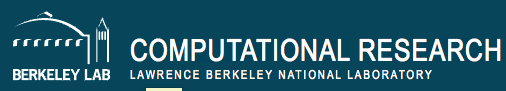 COMPUTATIONAL RESEARCH
LAWRENCE BERKELEY NATIONAL LABORATORY
BERKELEY LAB